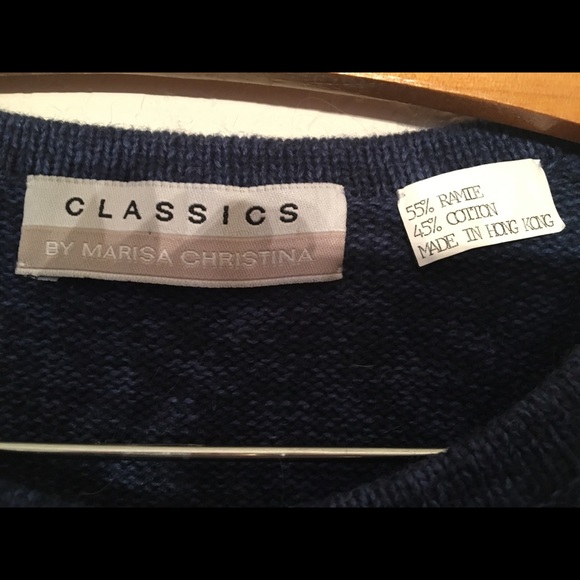 CLASSICS
BY MARISA CHRISTINA
55% RAMIE
45% COTTON
MADE IN HONG KONG